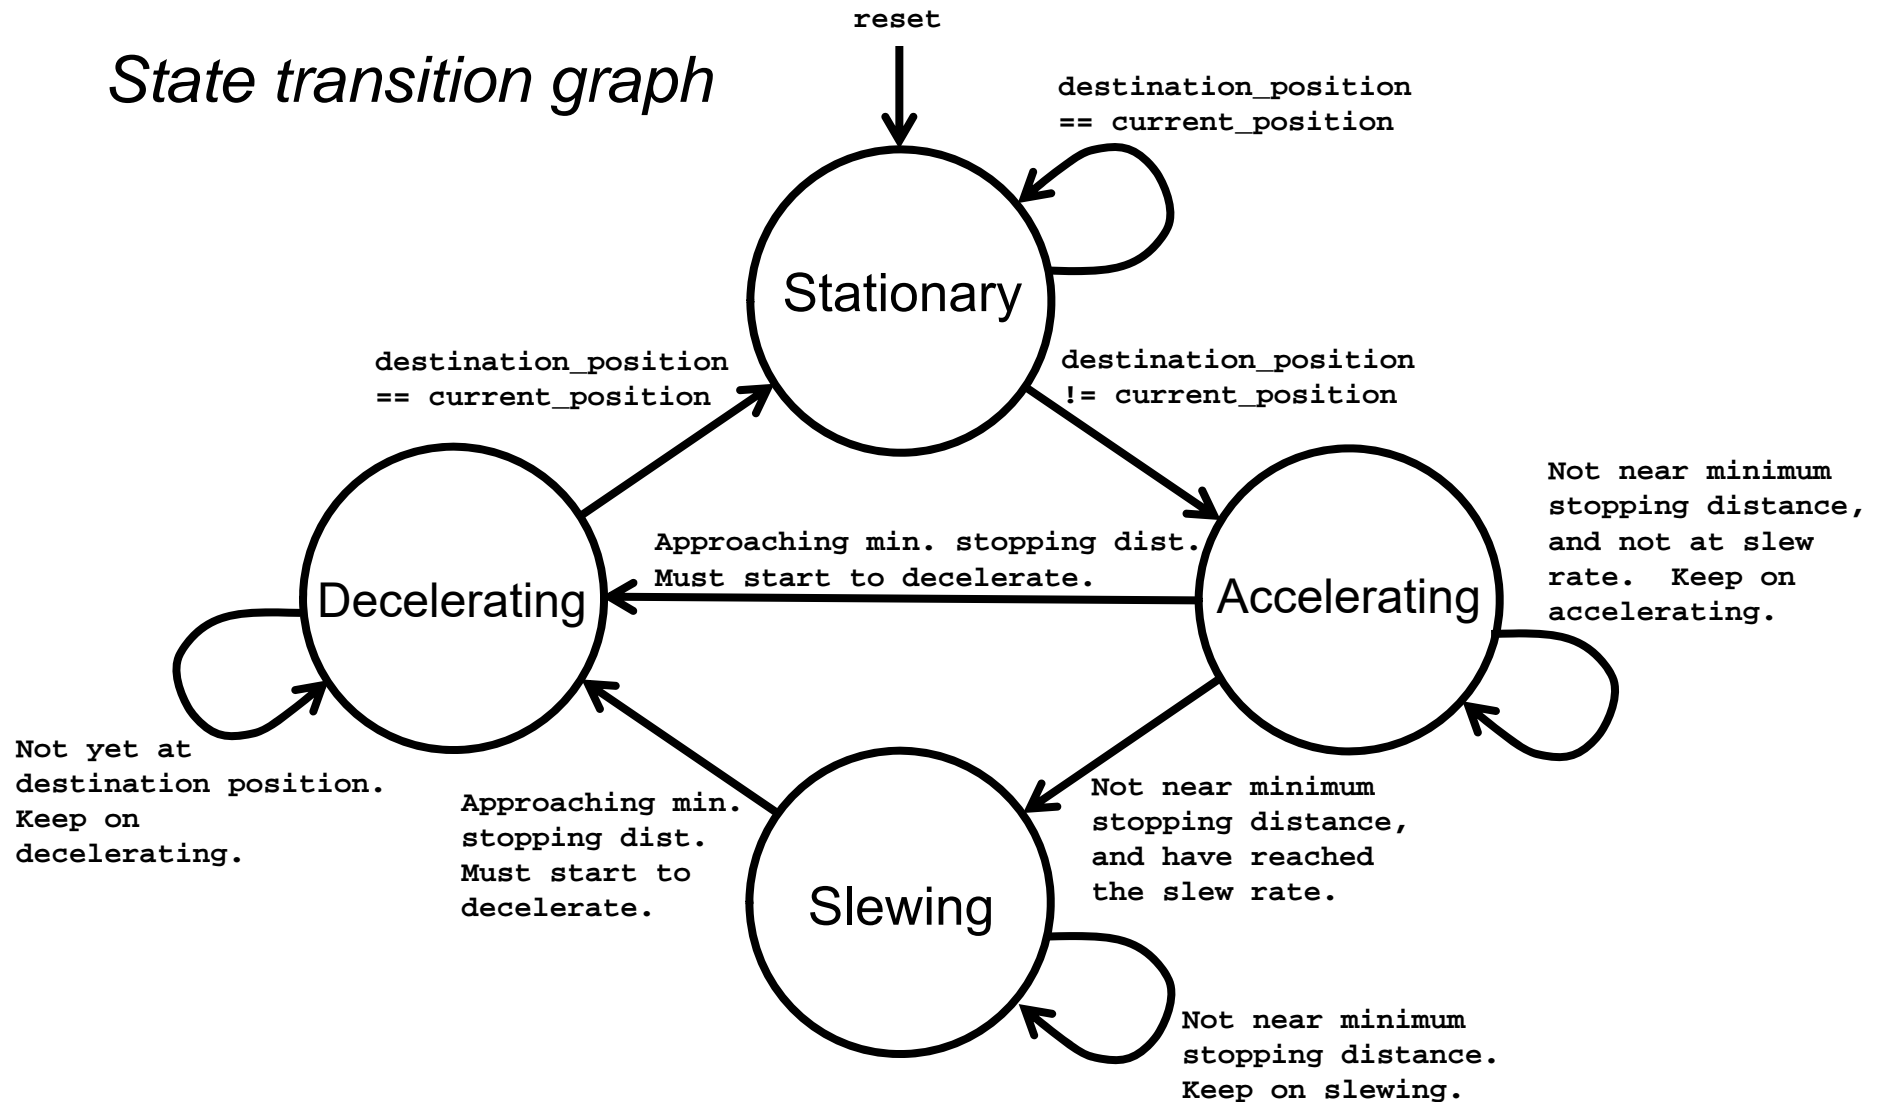 reset
State transition graph
destination_position
== current_position
Stationary
destination_position
== current_position
destination_position
!= current_position
Not near minimum
stopping distance,
and not at slew
rate.  Keep on
accelerating.
Approaching min. stopping dist.
Must start to decelerate.
Decelerating
Accelerating
Not yet at
destination position.
Keep on
decelerating.
Approaching min.
stopping dist.
Must start to
decelerate.
Not near minimum
stopping distance,
and have reached
the slew rate.
Slewing
Not near minimum
stopping distance.
Keep on slewing.